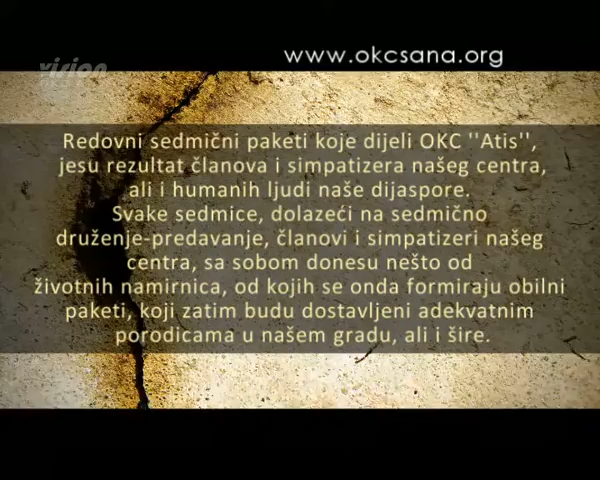 www.okcsana.org
vision
Redovni sedmični paketi koje dijeli OKC ''Atis'',
jesu rezultat članova i simpatizera našeg centra,
ali i humanih ljudi naše dijaspore.
Svake sedmice, dolazeći na sedmično
druženje-predavanje, članovi i simpatizeri našeg
centra, sa sobom donesu nešto od
životnih namirnica, od kojih se onda formiraju obilni
paketi, koji zatim budu dostavljeni adekvatnim
porodicama u našem gradu, ali i šire.